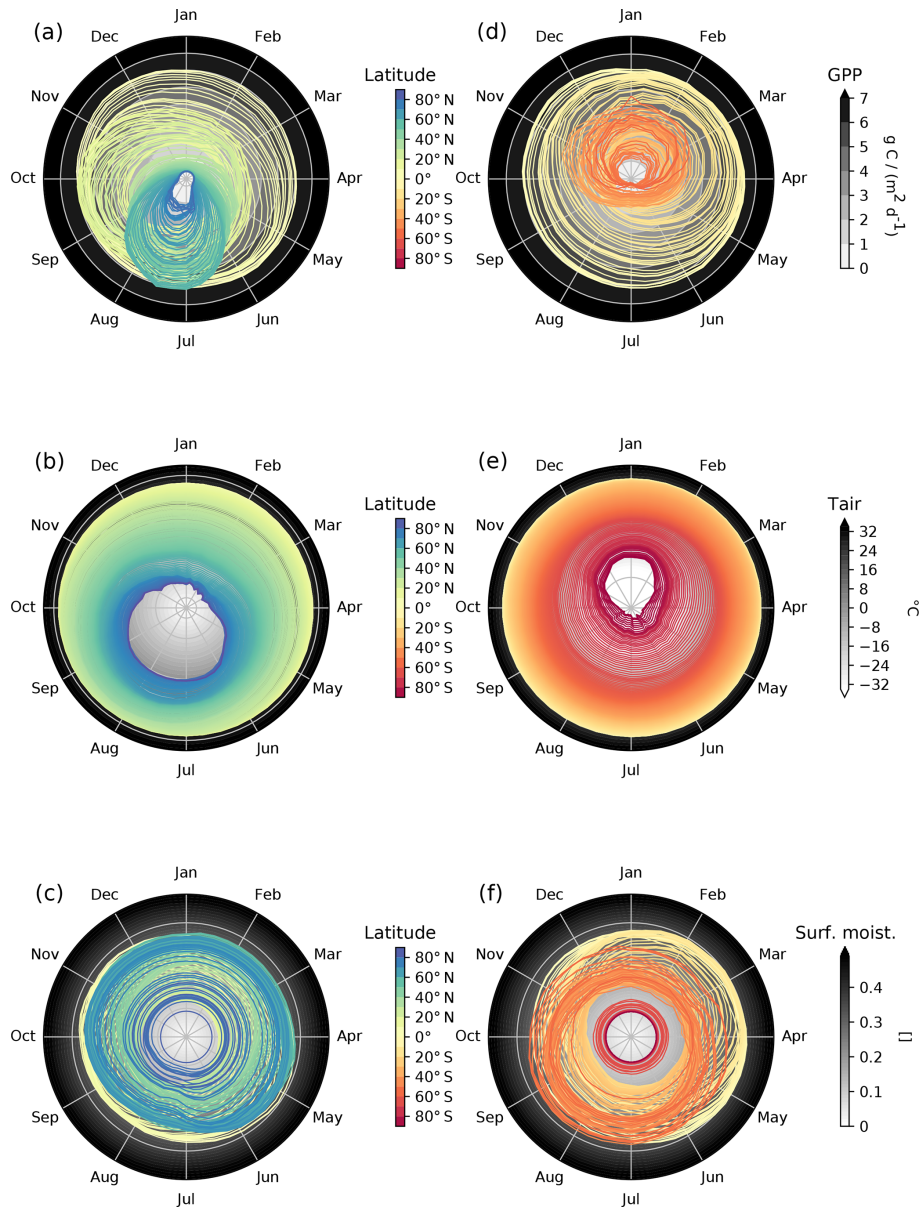 (a)
Jan
Feb
Mar
Apr
May
Jun
Jul
Aug
Sep
Oct
Nov
Dec
Latitude
80° N
60° N
40° N
20° N
0°
20° S
40° S
60° S
80° S
(d)
Jan
Feb
Mar
Apr
May
Jun
Jul
Aug
Sep
Oct
Nov
Dec
GPP
7
6
5
4
3
2
1
0
g C / (m² d⁻¹)
(b)
Jan
Feb
Mar
Apr
May
Jun
Jul
Aug
Sep
Oct
Nov
Dec
Latitude
80° N
60° N
40° N
20° N
0°
20° S
40° S
60° S
80° S
(e)
Jan
Feb
Mar
Apr
May
Jun
Jul
Aug
Sep
Oct
Nov
Dec
Tair
32
24
16
8
0
−8
−16
−24
−32
°C
(c)
Jan
Feb
Mar
Apr
May
Jun
Jul
Aug
Sep
Oct
Nov
Dec
Latitude
80° N
60° N
40° N
20° N
0°
20° S
40° S
60° S
80° S
(f)
Jan
Feb
Mar
Apr
May
Jun
Jul
Aug
Sep
Oct
Nov
Dec
Surf. moist.
0.4
0.3
0.2
0.1
0
[]